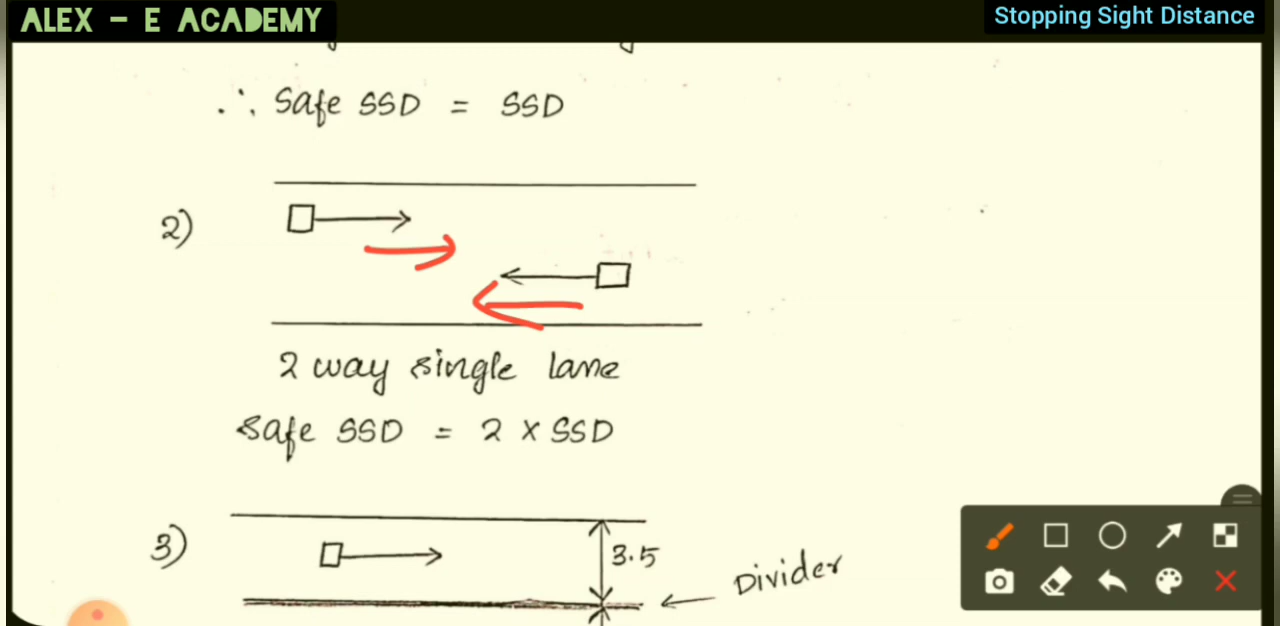 ALEX - E ACADEMY
Stopping Sight Distance
∴ Safe SSD = SSD
2)
2 way single lane
Safe SSD = 2 x SSD
3)
3.5
Divider